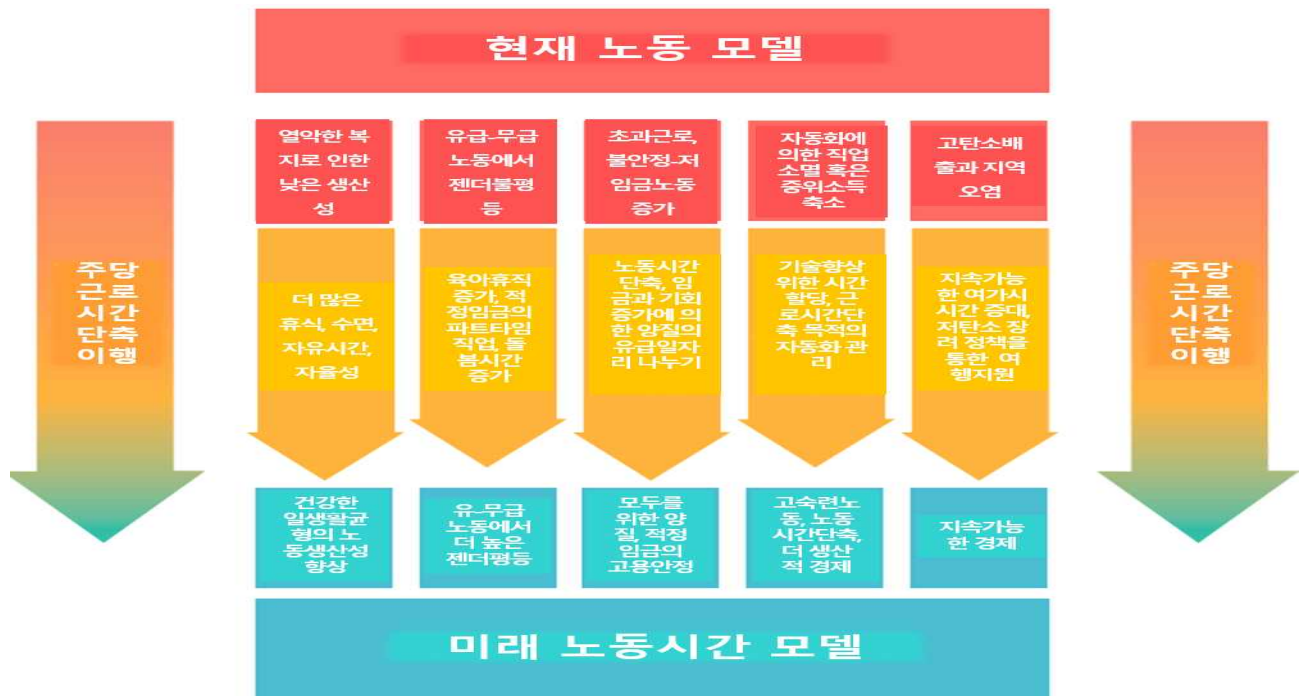 현재 노동 모델
주당
근로
시간
단축
이행
열악한 복
지로 인한
낮은 생산
성
유급-무급
노동에서
젠더불평
등
초과근로,
불안정-저
임금노동
증가
자동화에
의한 직업
소멸 혹은
중위소득
축소
고탄소배
출과 지역
오염
더 많은
휴식, 수면,
자유시간,
자율성
육아휴직
증가, 적
정임금의
파트타임
직업, 돌
봄시간
증가
노동시간
단축, 임
금과 기회
증가에 의
한 양질의
유급일자
리 나누기
기술향상
위한 시간
할당, 근
로시간단
축 목적의
자동화 관
리
지속가능
한 여가시
시간 증대,
저탄소 장
려 정책을
통한 여
행지원
주당
근로
시간
단축
이행
건강한
일생활균
형의 노
동생산성
향상
유-무급
노동에서
더 높은
젠더평등
모두를
위한 양
질, 적정
임금의
고용안정
고숙련노
동, 노동
시간단축,
더 생산
적 경제
지속가능
한 경제
미래 노동시간 모델